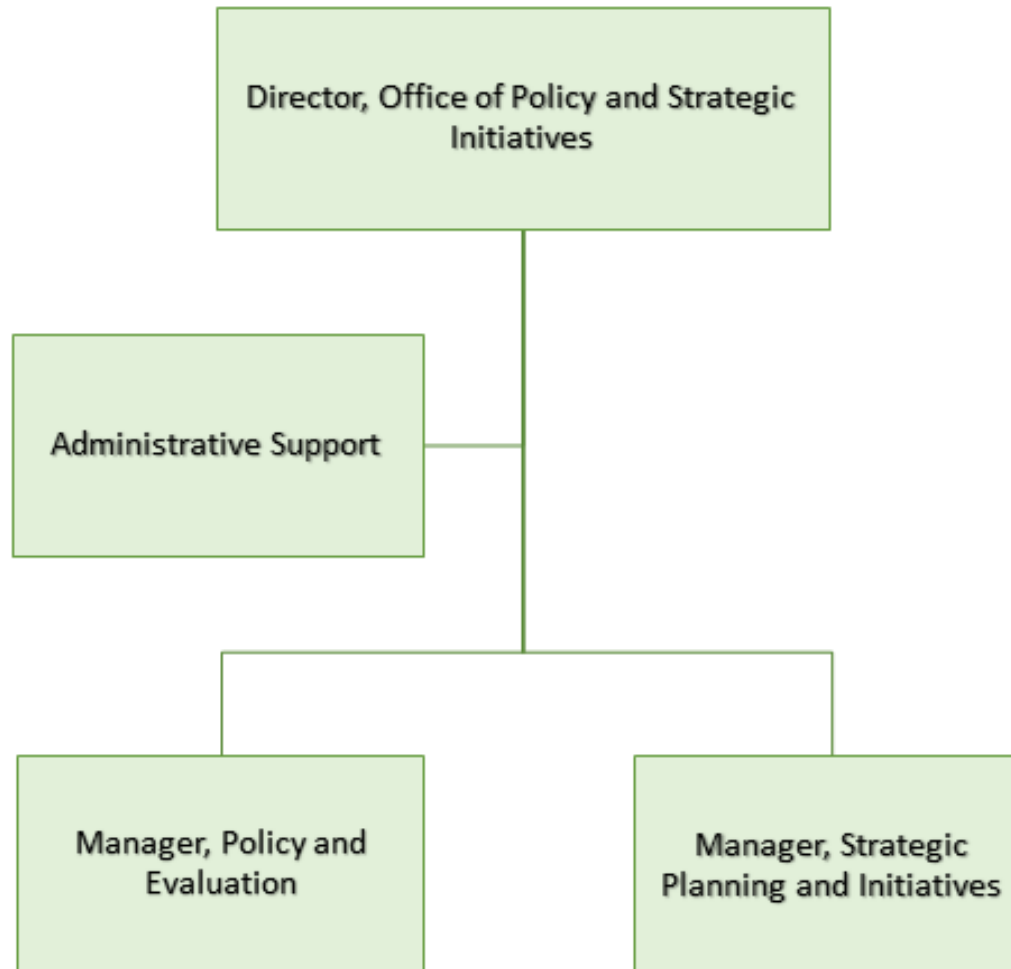 Director, Office of Policy and Strategic
Initiatives
Administrative Support
Manager, Policy and
Evaluation
Manager, Strategic
Planning and Initiatives